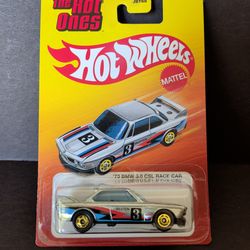 The Hot
Ones
Hot Wheels
MATTEL
3
'73 BMW 3.0 CSL RACE CAR
3